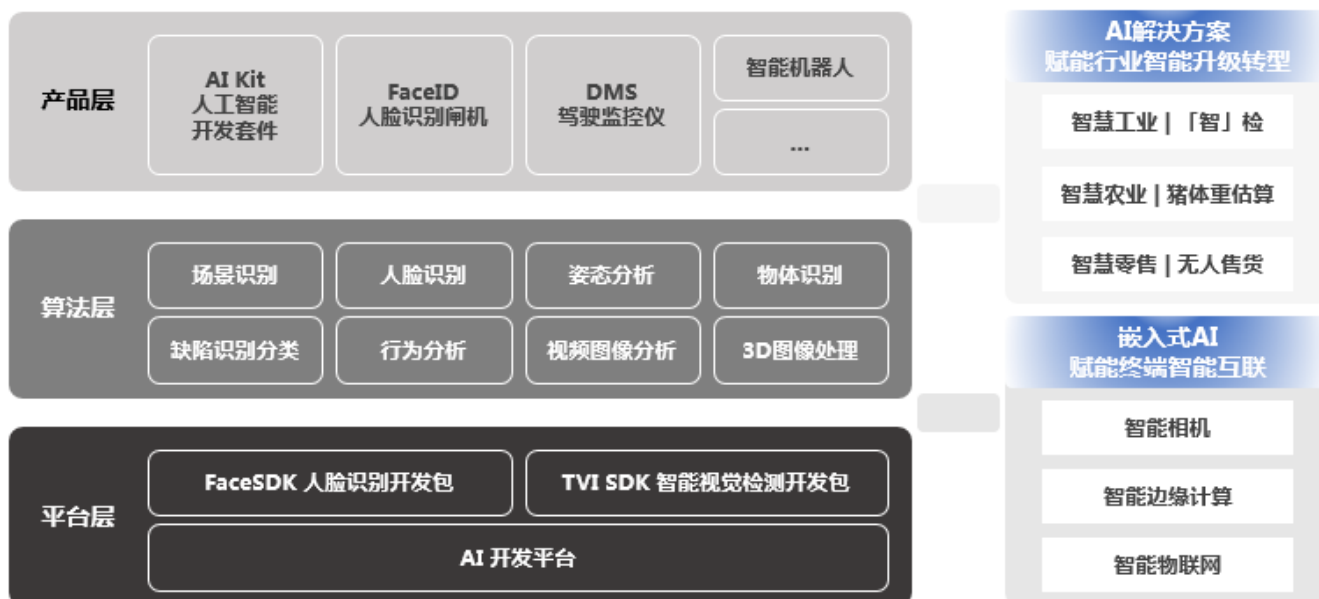 产品层
AI Kit
人工智能
开发套件
FaceID
人脸识别闸机
DMS
驾驶监控仪
智能机器人
...
算法层
场景识别
人脸识别
姿态分析
物体识别
缺陷识别分类
行为分析
视频图像分析
3D图像处理
平台层
FaceSDK 人脸识别开发包
TVI SDK 智能视觉检测开发包
AI 开发平台
AI解决方案
赋能行业智能升级转型
智慧工业 | 「智」检
智慧农业 | 猪体重估算
智慧零售 | 无人售货
嵌入式AI
赋能终端智能互联
智能相机
智能边缘计算
智能物联网